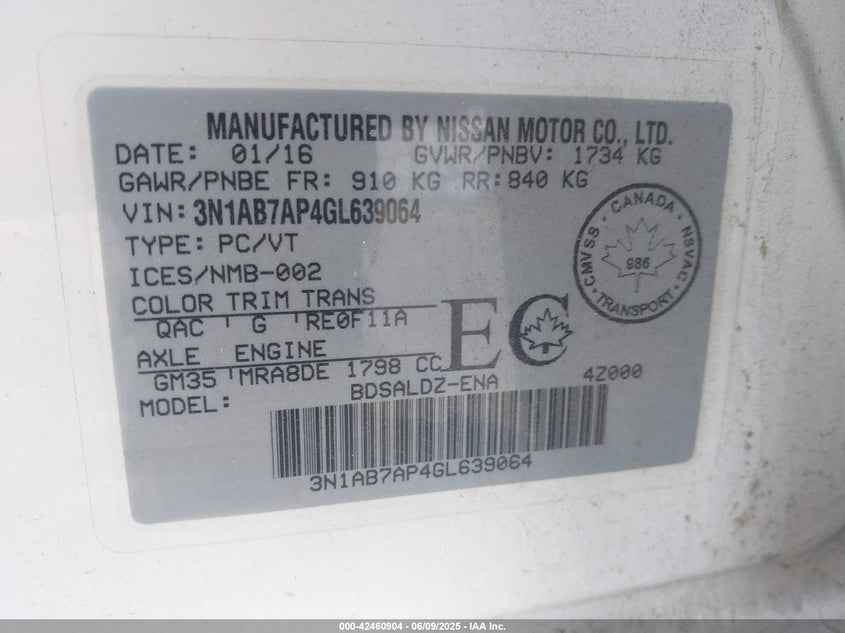 MANUFACTURED BY NISSAN MOTOR CO., LTD.
DATE: 01/16 GVWR/PNBV: 1734 KG
GAWR/PNBE FR: 910 KG RR: 840 KG
VIN: 3N1AB7AP4GL639064
TYPE: PC/VT
ICES/NMB-002
COLOR TRIM TRANS
QAC G RE0F11A
AXLE ENGINE
GM35 MRA8DE 1798 CC
MODEL: BDSALDZ-ENA 4Z000
3N1AB7AP4GL639064
EC
CANADA
CMVSS NSVAC
986
TRANSPORT
000-42460904 - 06/09/2025 - IAA Inc.